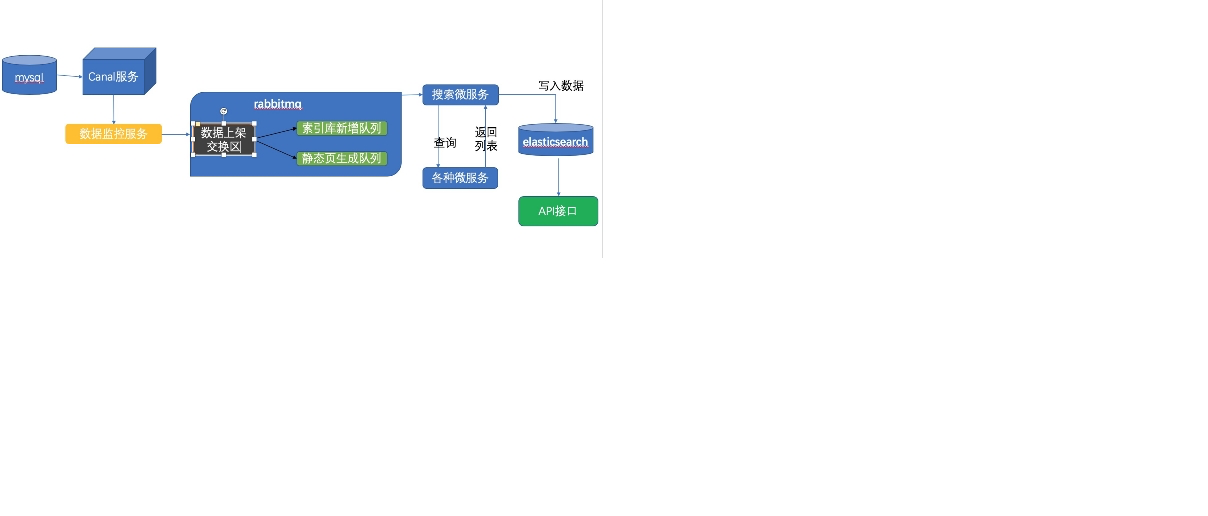 mysql
Canal服务
数据监控服务
rabbitmq
数据上架
交换区
索引库新增队列
静态页生成队列
搜索微服务
写入数据
查询
返回
列表
各种微服务
elasticsearch
API接口